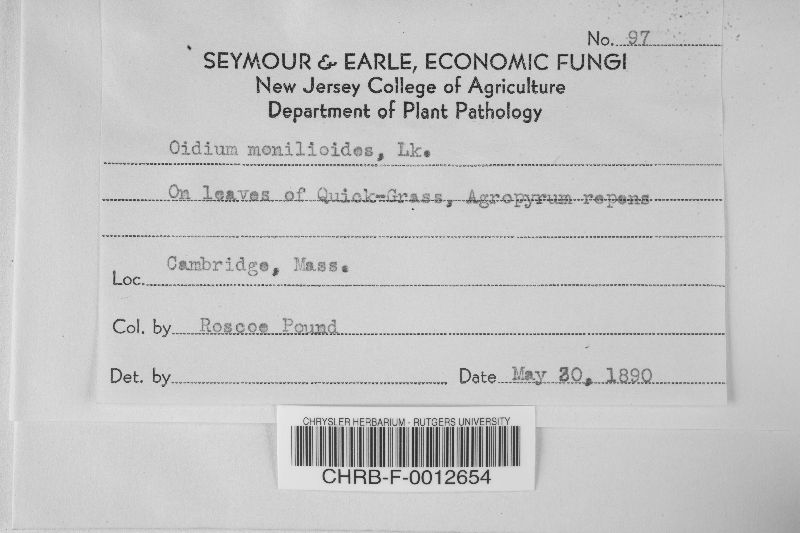 No. 97
SEYMOUR & EARLE, ECONOMIC FUNGI
New Jersey College of Agriculture
Department of Plant Pathology
Oidium monilioides, Lk.
On leaves of Quick-Grass, Agropyrum repens
Loc. Cambridge, Mass.
Col. by Roscoe Pound
Det. by
Date May 30, 1890
CHRYSLER HERBARIUM - RUTGERS UNIVERSITY
CHRB-F-0012654